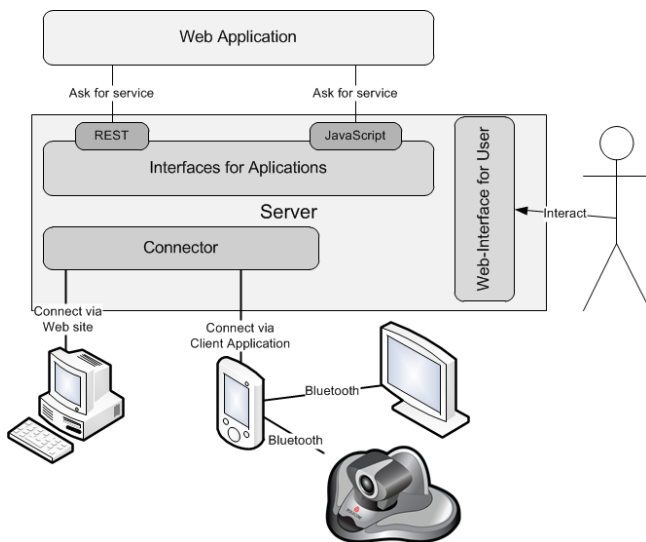 Web Application
Ask for service
Ask for service
REST
JavaScript
Interfaces for Aplications
Server
Web-Interface for User
Interact
Connector
Connect via
Web site
Connect via
Client Application
Bluetooth
Bluetooth